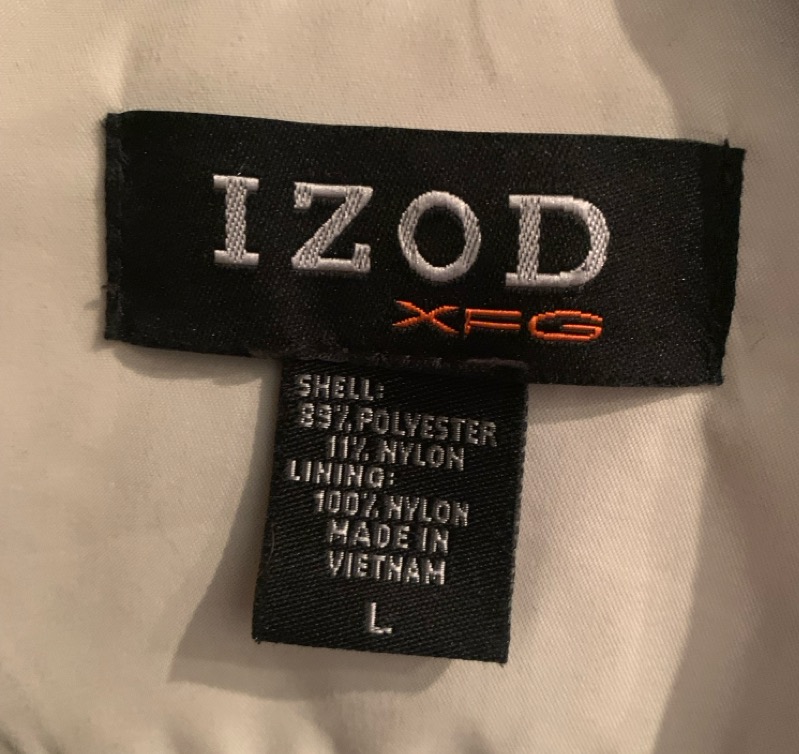 IZOD
XFG
SHELL:
89% POLYESTER
11% NYLON
LINING:
100% NYLON
MADE IN
VIETNAM
L